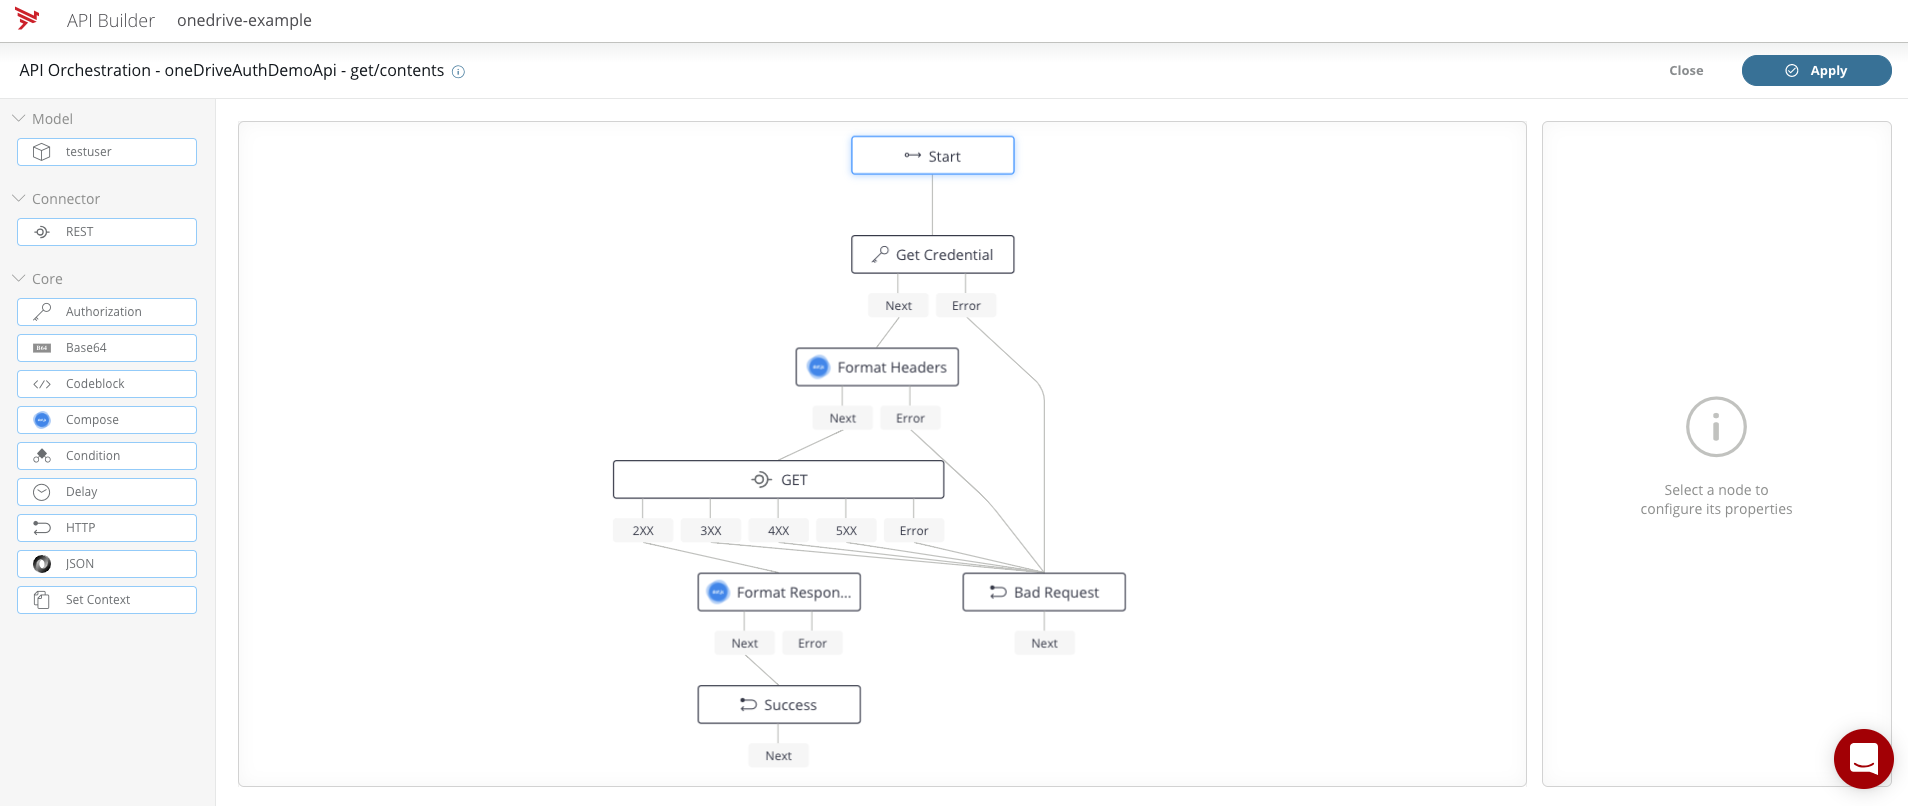 API Builder onedrive-example
API Orchestration - oneDriveAuthDemoApi - get/contents
Close
Apply
Model
testuser
Connector
REST
Core
Authorization
Base64
Codeblock
Compose
Condition
Delay
HTTP
JSON
Set Context
Start
Get Credential
Next Error
Format Headers
Next Error
GET
2XX 3XX 4XX 5XX Error
Format Respon... Bad Request
Next Error Next
Success
Next
Select a node to
configure its properties